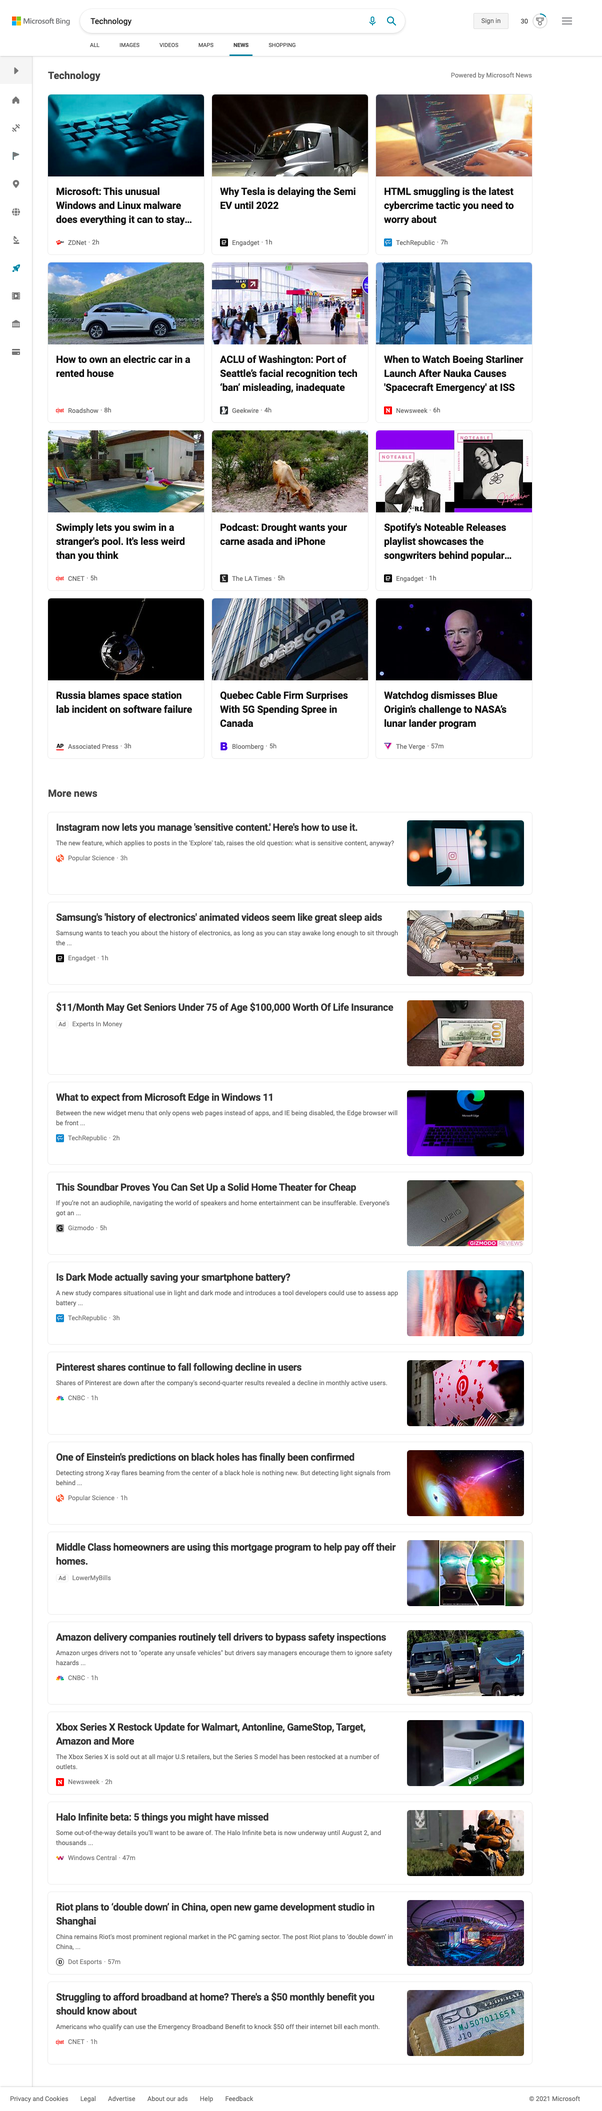 Microsoft Bing
Technology
Sign in
30
ALL
IMAGES
VIDEOS
MAPS
NEWS
SHOPPING
Technology
Powered by Microsoft News
Microsoft: This unusual
Windows and Linux malware
does everything it can to stay...
ZDNet · 2h
Why Tesla is delaying the Semi
EV until 2022
Engadget · 1h
HTML smuggling is the latest
cybercrime tactic you need to
worry about
TechRepublic · 7h
How to own an electric car in a
rented house
Roadshow · 8h
ACLU of Washington: Port of
Seattle's facial recognition tech
'ban' misleading, inadequate
Geekwire · 4h
When to Watch Boeing Starliner
Launch After Nauka Causes
'Spacecraft Emergency' at ISS
Newsweek · 6h
Swimply lets you swim in a
stranger's pool. It's less weird
than you think
CNET · 5h
Podcast: Drought wants your
carne asada and iPhone
The LA Times · 5h
NOTEABLE
NOTEABLE
Spotify's Noteable Releases
playlist showcases the
songwriters behind popular...
Engadget · 1h
Russia blames space station
lab incident on software failure
AP
Associated Press · 3h
QUEBECOR
Quebec Cable Firm Surprises
With 5G Spending Spree in
Canada
Bloomberg · 5h
Watchdog dismisses Blue
Origin's challenge to NASA's
lunar lander program
The Verge · 57m
More news
Instagram now lets you manage 'sensitive content.' Here's how to use it.
The new feature, which applies to posts in the 'Explore' tab, raises the old question: what is sensitive content, anyway?
Popular Science · 3h
Samsung's 'history of electronics' animated videos seem like great sleep aids
Samsung wants to teach you about the history of electronics, as long as you can stay awake long enough to sit through
the ...
Engadget · 1h
$11/Month May Get Seniors Under 75 of Age $100,000 Worth Of Life Insurance
Ad Experts In Money
What to expect from Microsoft Edge in Windows 11
Between the new widget menu that only opens web pages instead of apps, and IE being disabled, the Edge browser will
be front ...
TechRepublic · 2h
This Soundbar Proves You Can Set Up a Solid Home Theater for Cheap
If you're not an audiophile, navigating the world of speakers and home entertainment can be insufferable. Everyone's
got an ...
Gizmodo · 5h
VIZIO
GIZMODO REVIEWS
Is Dark Mode actually saving your smartphone battery?
A new study compares situational use in light and dark mode and introduces a tool developers could use to assess app
battery ...
TechRepublic · 3h
Pinterest shares continue to fall following decline in users
Shares of Pinterest are down after the company's second-quarter results revealed a decline in monthly active users.
CNBC · 1h
One of Einstein's predictions on black holes has finally been confirmed
Detecting strong X-ray flares beaming from the center of a black hole is nothing new. But detecting light signals from
behind ...
Popular Science · 1h
Middle Class homeowners are using this mortgage program to help pay off their
homes.
Ad LowerMyBills
Amazon delivery companies routinely tell drivers to bypass safety inspections
Amazon urges drivers not to "operate any unsafe vehicles" but drivers say managers encourage them to ignore safety
hazards ...
CNBC · 1h
Xbox Series X Restock Update for Walmart, Antonline, GameStop, Target,
Amazon and More
The Xbox Series X is sold out at all major U.S retailers, but the Series S model has been restocked at a number of
outlets.
Newsweek · 2h
Halo Infinite beta: 5 things you might have missed
Some out-of-the-way details you'll want to be aware of. The Halo Infinite beta is now underway until August 2, and
thousands ...
Windows Central · 47m
Riot plans to 'double down' in China, open new game development studio in
Shanghai
China remains Riot's most prominent regional market in the PC gaming sector. The post Riot plans to 'double down' in
China, ...
Dot Esports · 57m
Struggling to afford broadband at home? There's a $50 monthly benefit you
should know about
Americans who qualify can use the Emergency Broadband Benefit to knock $50 off their internet bill each month.
CNET · 1h
MJ50701165A
J10
Privacy and Cookies
Legal
Advertise
About our ads
Help
Feedback
© 2021 Microsoft